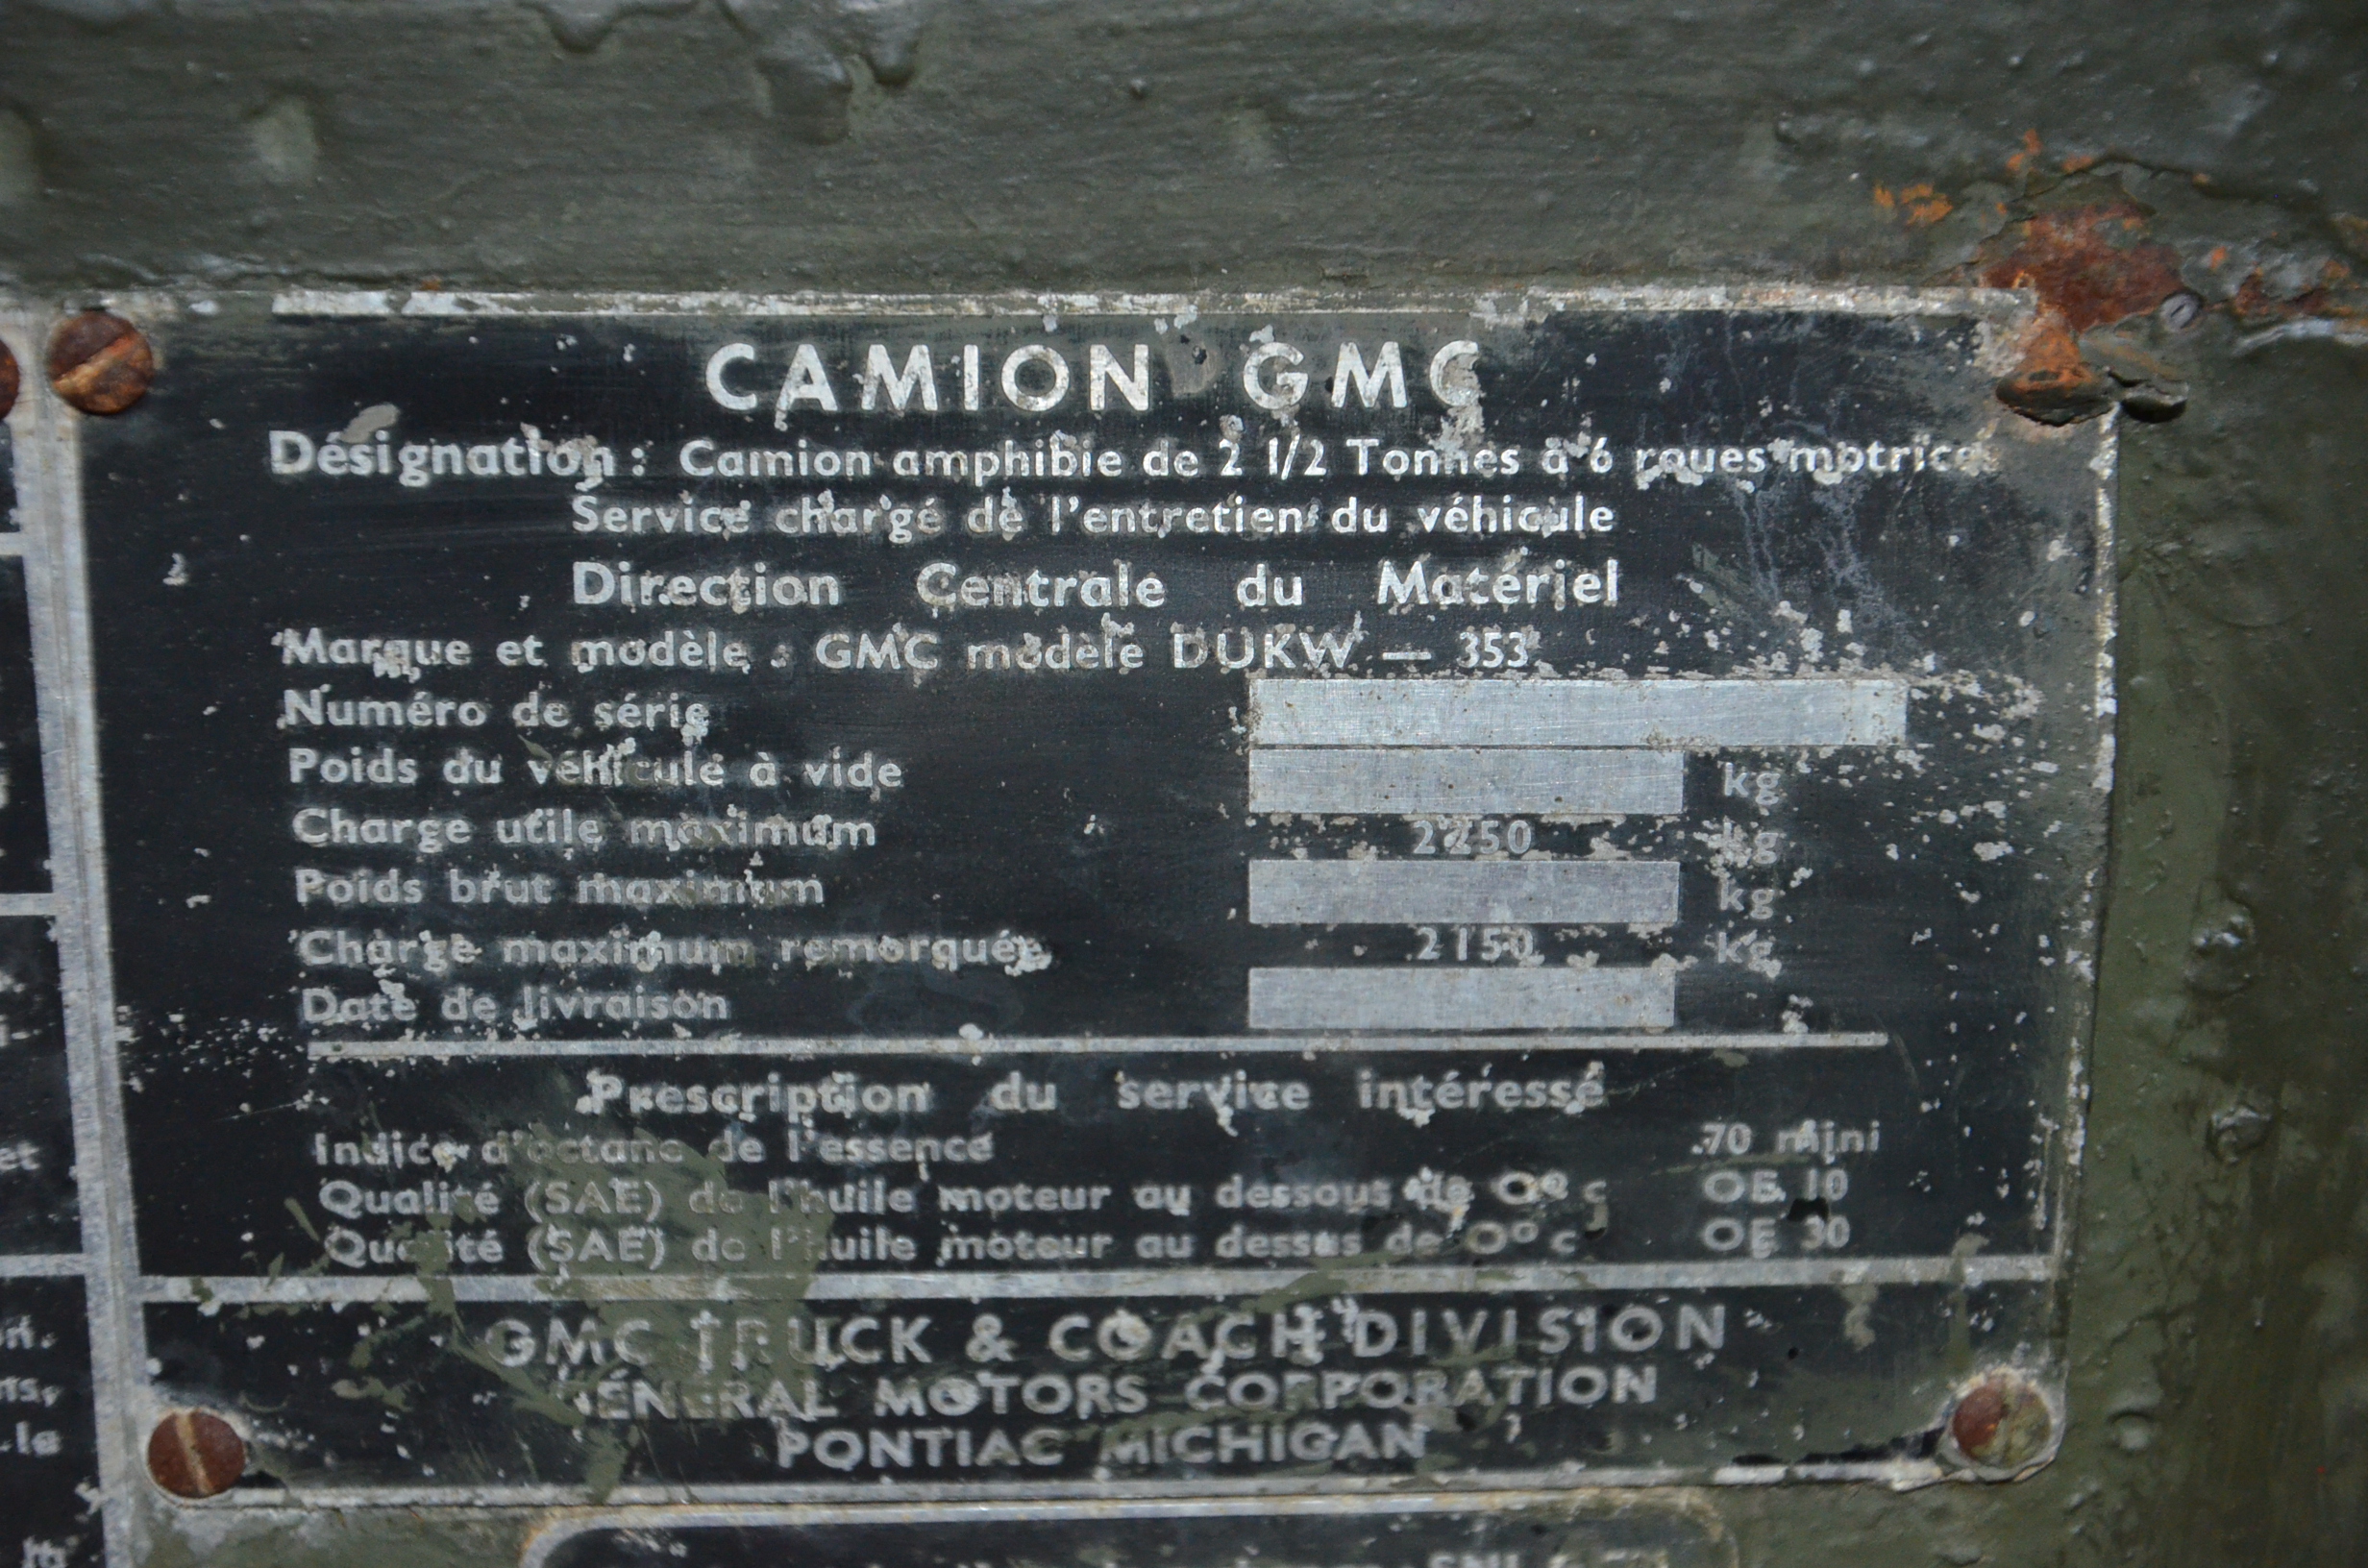 CAMION GMC
Désignation : Camion amphibie de 2 1/2 Tonnes à 6 roues motrices
Service chargé de l'entretien du véhicule
Direction Centrale du Matériel
Marque et modèle : GMC modèle DUKW — 353
Numéro de série
Poids du véhicule à vide kg
Charge utile maximum 2250 kg
Poids brut maximum kg
Charge maximum remorquée 2150 kg
Date de livraison
Prescription du service intéressé
Indice d'octane de l'essence 70 mini
Qualité (SAE) de l'huile moteur au dessous de 0° c OE 10
Qualité (SAE) de l'huile moteur au dessus de 0° c OE 30
GMC TRUCK & COACH DIVISION
GENERAL MOTORS CORPORATION
PONTIAC MICHIGAN